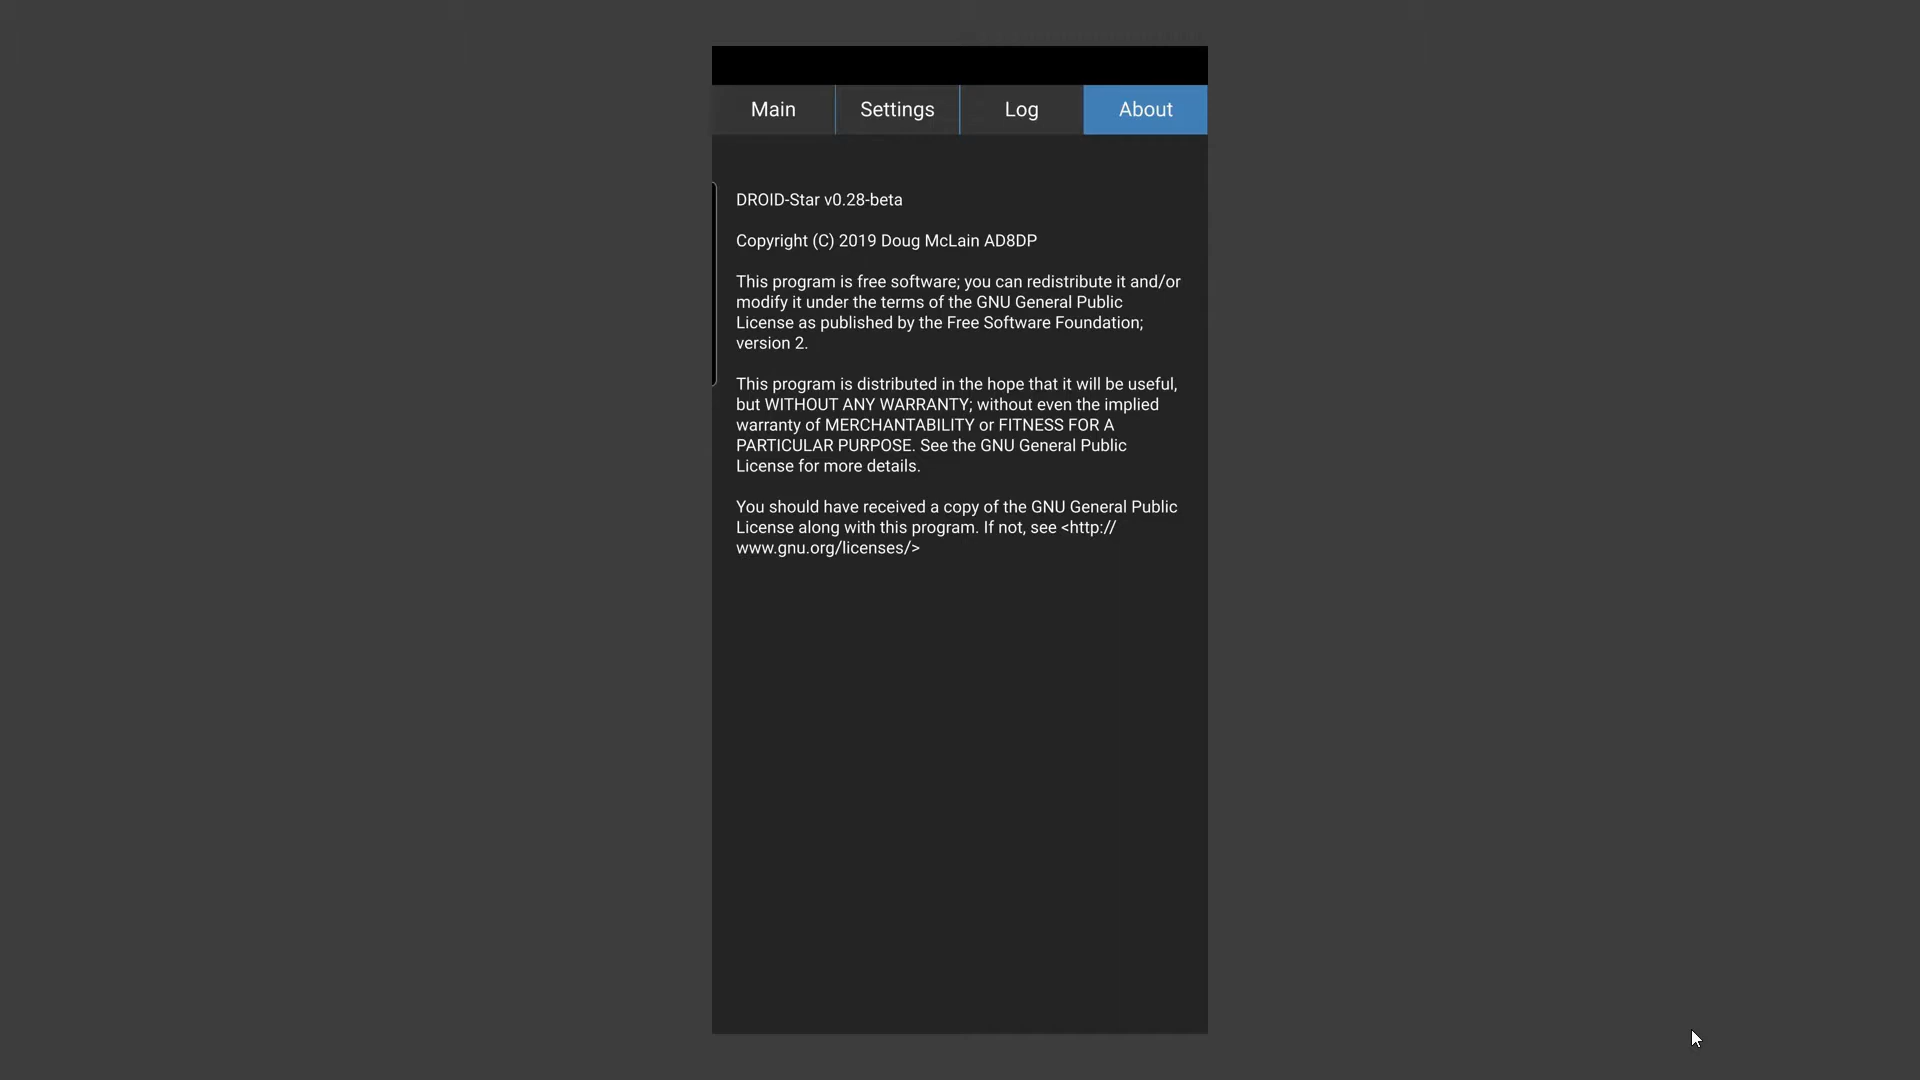 Main
Settings
Log
About
DROID-Star v0.28-beta
Copyright (C) 2019 Doug McLain AD8DP
This program is free software; you can redistribute it and/or
modify it under the terms of the GNU General Public
License as published by the Free Software Foundation;
version 2.
This program is distributed in the hope that it will be useful,
but WITHOUT ANY WARRANTY; without even the implied
warranty of MERCHANTABILITY or FITNESS FOR A
PARTICULAR PURPOSE. See the GNU General Public
License for more details.
You should have received a copy of the GNU General Public
License along with this program. If not, see <http://
www.gnu.org/licenses/>